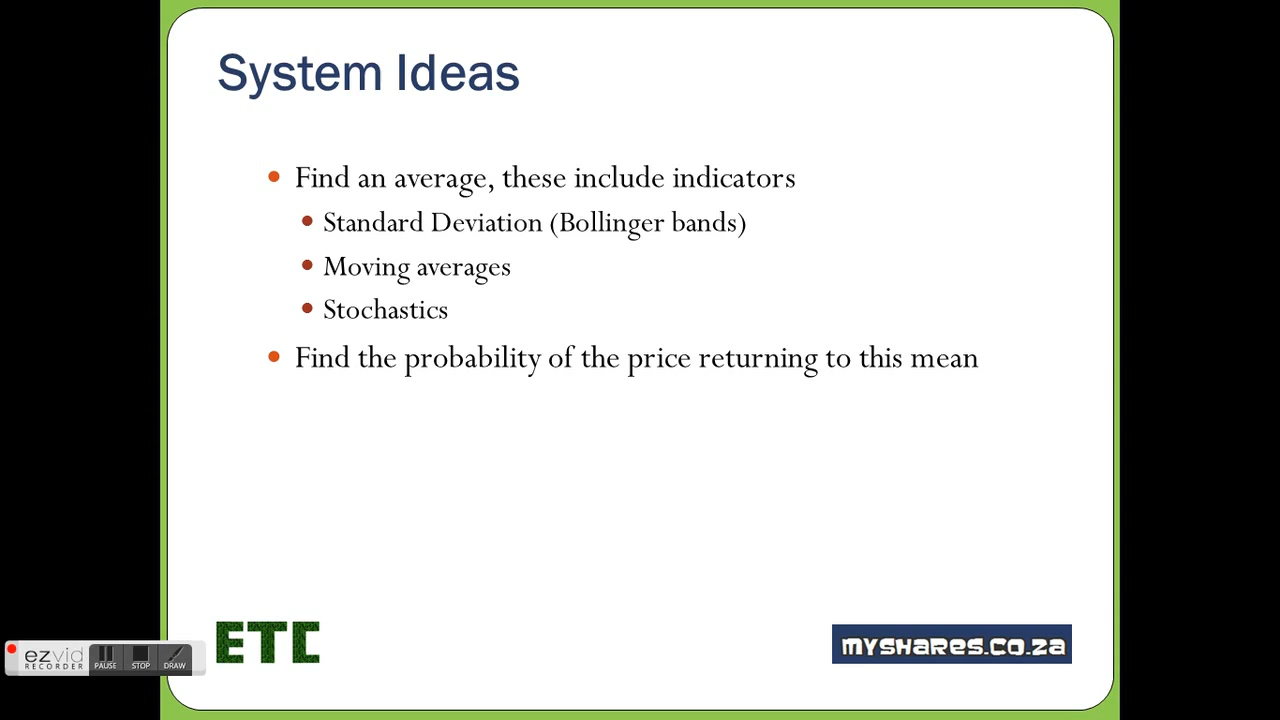 System Ideas
Find an average, these include indicators
Standard Deviation (Bollinger bands)
Moving averages
Stochastics
Find the probability of the price returning to this mean
ETC
MYSHARES.CO.ZA
ezvid
RECORDER
PAUSE
STOP
DRAW